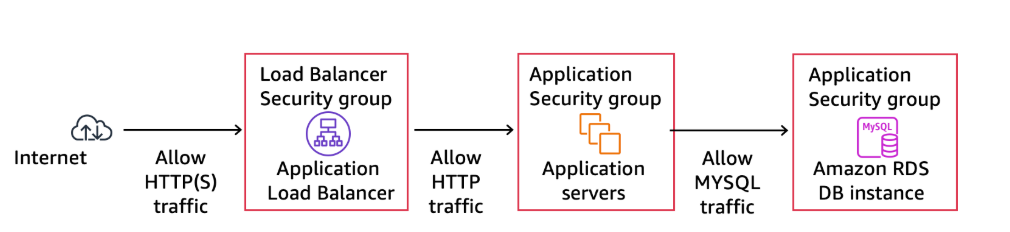 Internet
Allow
HTTP(S)
traffic
Load Balancer
Security group
Application
Load Balancer
Allow
HTTP
traffic
Application
Security group
Application
servers
Allow
MYSQL
traffic
Application
Security group
MySQL
Amazon RDS
DB instance